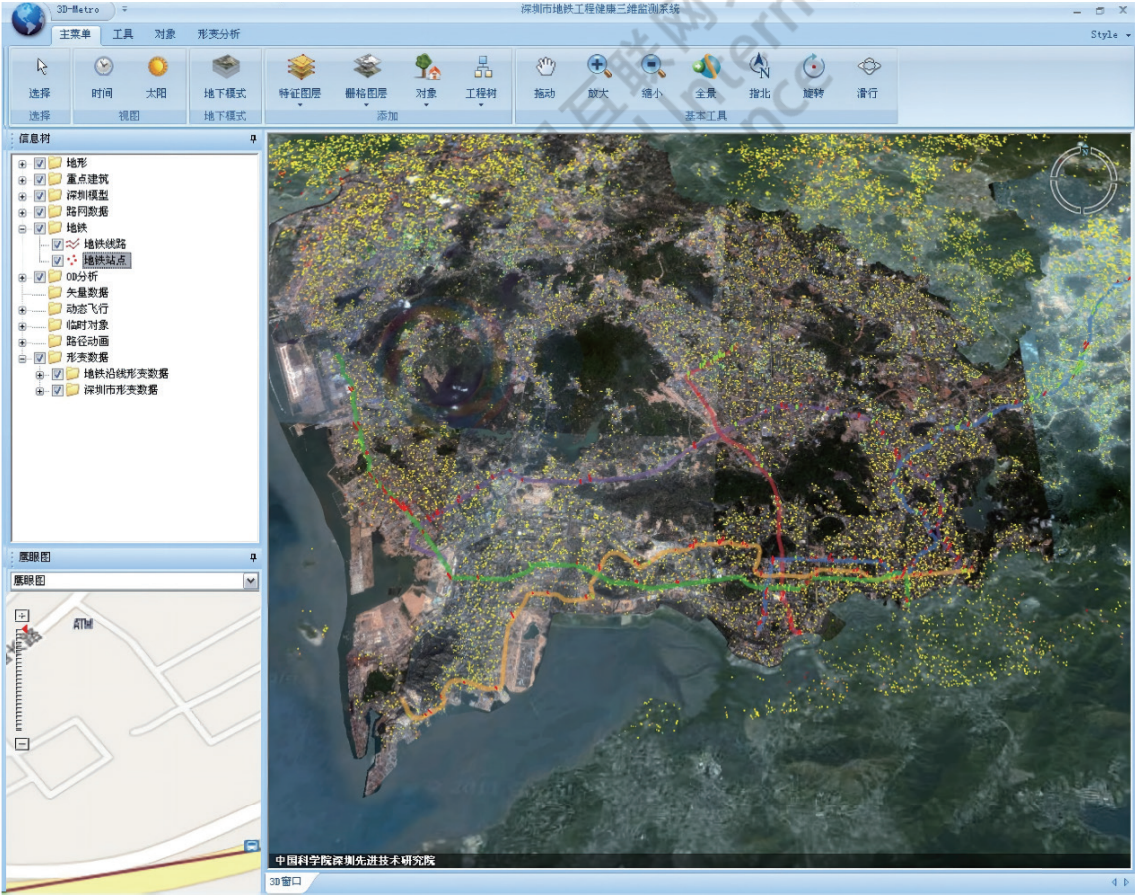 3D-Metro
深圳市地铁工程健康三维监测系统
主菜单 工具 对象 形变分析 Style
选择 时间 太阳 地下模式 特征图层 栅格图层 对象 工程树 拖动 放大 缩小 全景 指北 旋转 滑行
选择 视图 地下模式 添加 基本工具
信息树
地形
重点建筑
深圳模型
路网数据
地铁
地铁线路
地铁站点
OD分析
矢量数据
动态飞行
临时对象
路径动画
形变数据
地铁沿线形变数据
深圳市形变数据
鹰眼图
鹰眼图
ATM
N
中国科学院深圳先进技术研究院
3D窗口